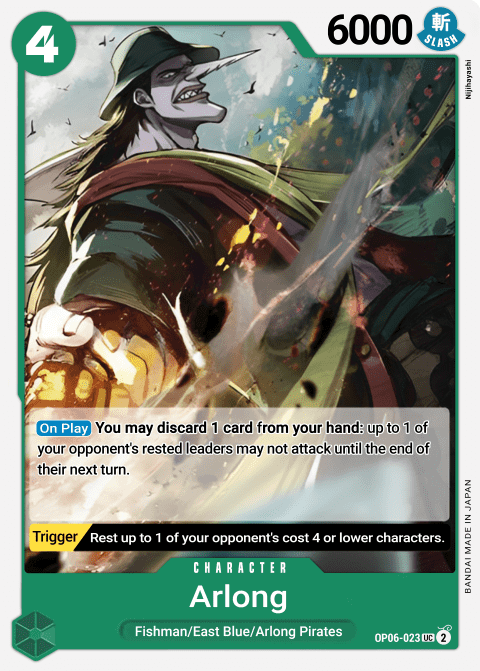 4
6000
斬
SLASH
Nijihayashi
On Play You may discard 1 card from your hand: up to 1 of
your opponent's rested leaders may not attack until the end of
their next turn.
Trigger Rest up to 1 of your opponent's cost 4 or lower characters.
BANDAI MADE IN JAPAN
CHARACTER
Arlong
Fishman/East Blue/Arlong Pirates
OP06-023 UC 2